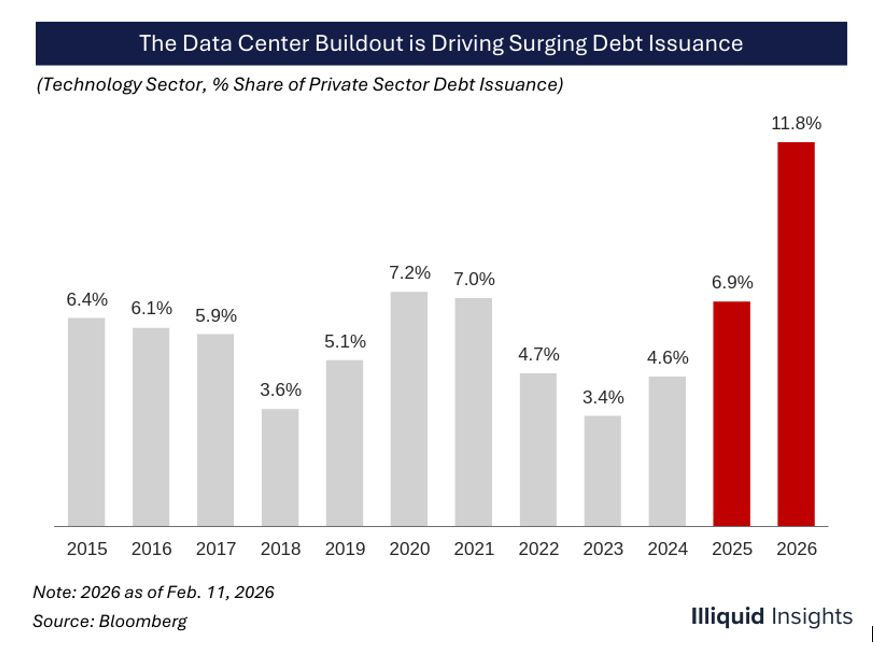 The Data Center Buildout is Driving Surging Debt Issuance
(Technology Sector, % Share of Private Sector Debt Issuance)
11.8%
7.2%
7.0%
6.9%
6.4%
6.1%
5.9%
5.1%
4.7%
4.6%
3.6%
3.4%
2015 2016 2017 2018 2019 2020 2021 2022 2023 2024 2025 2026
Note: 2026 as of Feb. 11, 2026
Source: Bloomberg
Illiquid Insights